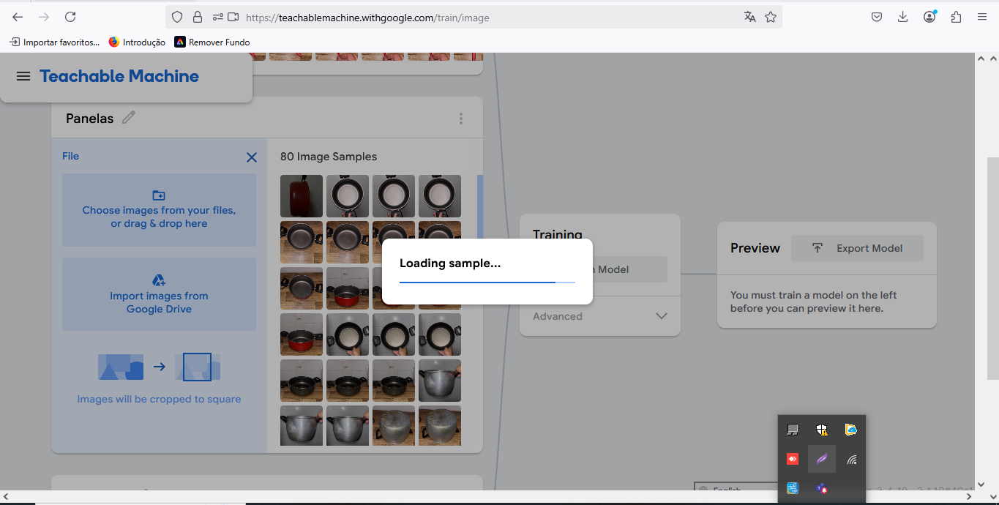 https://teachablemachine.withgoogle.com/train/image
Importar favoritos...
Introdução
Remover Fundo
Teachable Machine
Panelas
File
Choose images from your files,
or drag & drop here
Import images from
Google Drive
Images will be cropped to square
80 Image Samples
Loading sample...
Training
Model
Advanced
Preview
Export Model
You must train a model on the left
before you can preview it here.
English